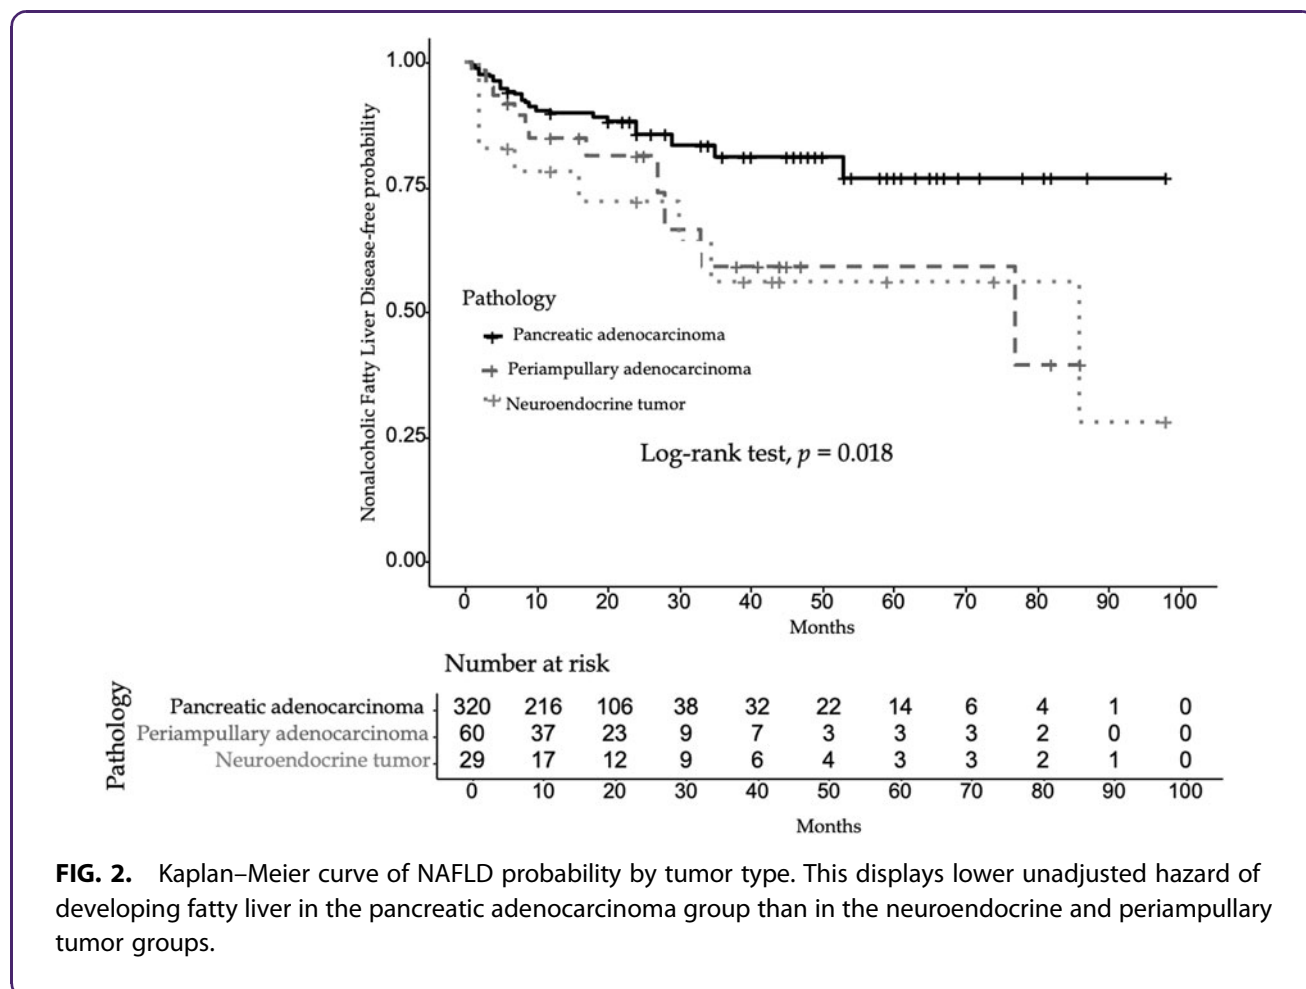 Nonalcoholic Fatty Liver Disease-free probability
1.00
0.75
0.50
0.25
0.00
Pathology
Pancreatic adenocarcinoma
Periampullary adenocarcinoma
Neuroendocrine tumor
Log-rank test, p = 0.018
0 10 20 30 40 50 60 70 80 90 100
Months
Number at risk
Pathology
Pancreatic adenocarcinoma 320 216 106 38 32 22 14 6 4 1 0
Periampullary adenocarcinoma 60 37 23 9 7 3 3 3 2 0 0
Neuroendocrine tumor 29 17 12 9 6 4 3 3 2 1 0
0 10 20 30 40 50 60 70 80 90 100
Months
FIG. 2. Kaplan–Meier curve of NAFLD probability by tumor type. This displays lower unadjusted hazard of
developing fatty liver in the pancreatic adenocarcinoma group than in the neuroendocrine and periampullary
tumor groups.